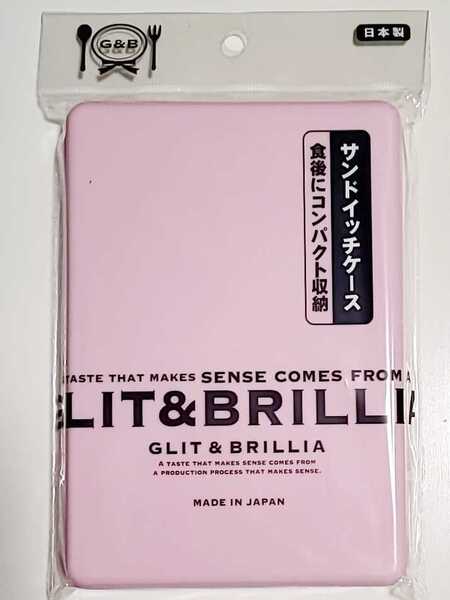 G&B
日本製
サンドイッチケース
食後にコンパクト収納
A TASTE THAT MAKES SENSE COMES FROM A
GLIT&BRILLIA
GLIT & BRILLIA
A TASTE THAT MAKES SENSE COMES FROM
A PRODUCTION PROCESS THAT MAKES SENSE.
MADE IN JAPAN